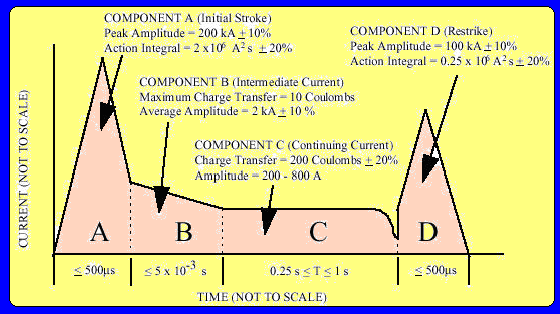 COMPONENT A (Initial Stroke)
Peak Amplitude = 200 kA ± 10%
Action Integral = 2 x10⁶ A² s ± 20%
COMPONENT D (Restrike)
Peak Amplitude = 100 kA ± 10%
Action Integral = 0.25 x 10⁶ A² s ± 20%
COMPONENT B (Intermediate Current)
Maximum Charge Transfer = 10 Coulombs
Average Amplitude = 2 kA ± 10 %
COMPONENT C (Continuing Current)
Charge Transfer = 200 Coulombs ± 20%
Amplitude = 200 - 800 A
CURRENT (NOT TO SCALE)
A
B
C
D
≤ 500μs
≤ 5 x 10⁻³ s
0.25 s ≤ T ≤ 1 s
≤ 500μs
TIME (NOT TO SCALE)